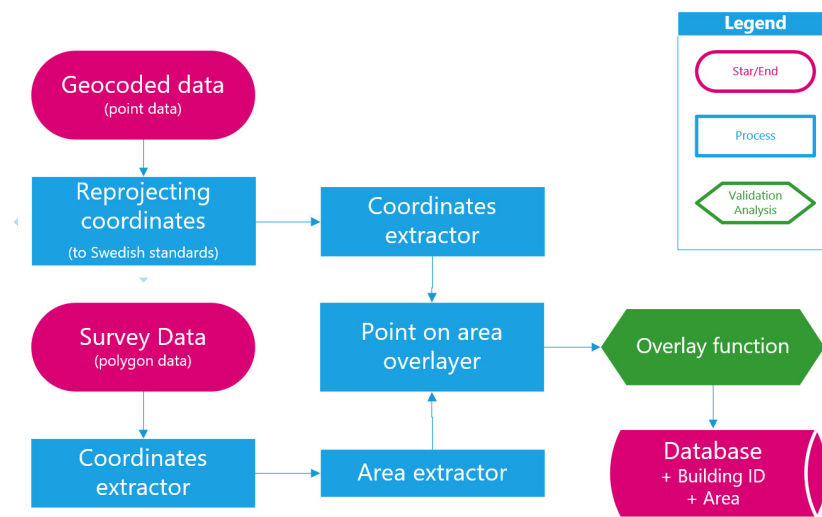 Geocoded data
(point data)
Reprojecting
coordinates
(to Swedish standards)
Coordinates
extractor
Survey Data
(polygon data)
Coordinates
extractor
Area extractor
Point on area
overlayer
Overlay function
Database
+ Building ID
+ Area
Legend
Star/End
Process
Validation
Analysis